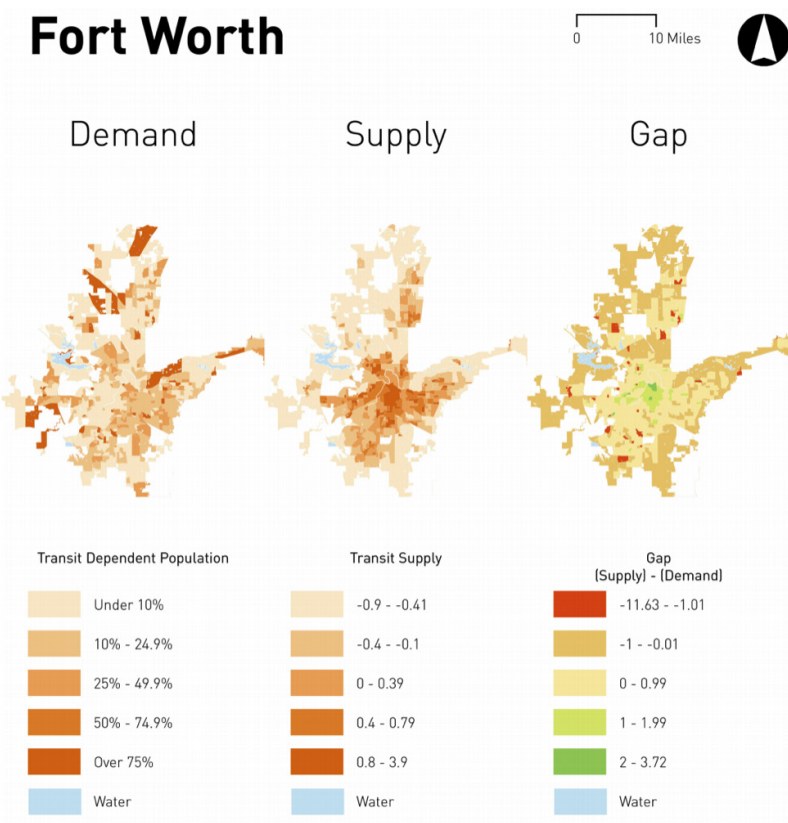 Fort Worth
0 10 Miles
Demand
Supply
Gap
Transit Dependent Population
Under 10%
10% - 24.9%
25% - 49.9%
50% - 74.9%
Over 75%
Water
Transit Supply
-0.9 - -0.41
-0.4 - -0.1
0 - 0.39
0.4 - 0.79
0.8 - 3.9
Water
Gap
(Supply) - (Demand)
-11.63 - -1.01
-1 - -0.01
0 - 0.99
1 - 1.99
2 - 3.72
Water